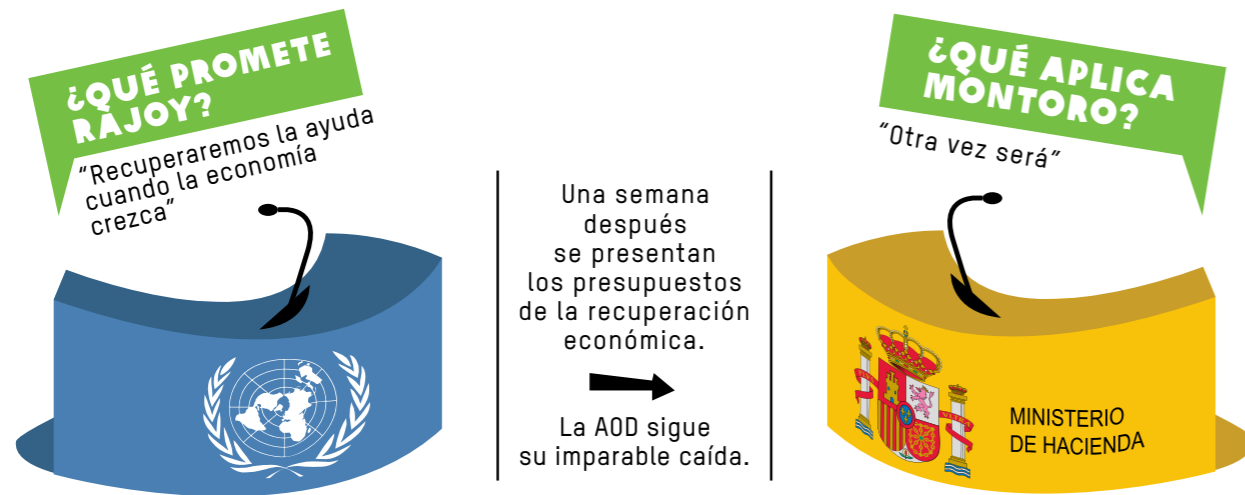 ¿QUÉ PROMETE
RAJOY?
"Recuperaremos la ayuda
cuando la economía
crezca"
Una semana
después
se presentan
los presupuestos
de la recuperación
económica.
La AOD sigue
su imparable caída.
¿QUÉ APLICA
MONTORO?
"Otra vez será"
MINISTERIO
DE HACIENDA